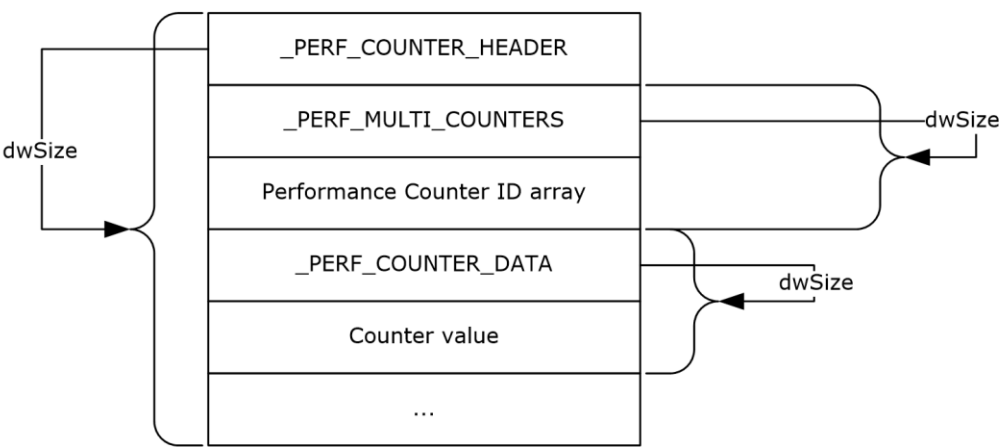 _PERF_COUNTER_HEADER
dwSize
_PERF_MULTI_COUNTERS
dwSize
Performance Counter ID array
_PERF_COUNTER_DATA
dwSize
Counter value
...